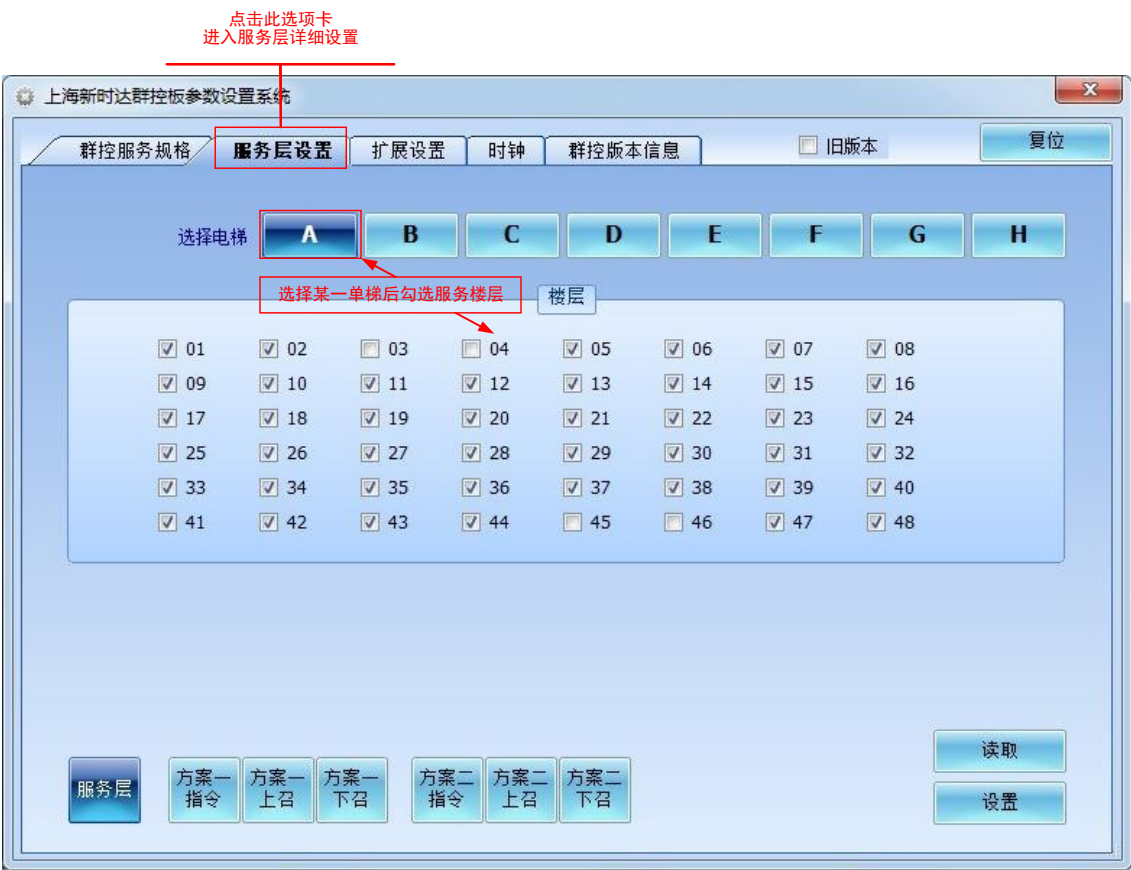 点击此选项卡
进入服务层详细设置
上海新时达群控板参数设置系统
群控服务规格 服务层设置 扩展设置 时钟 群控版本信息 旧版本 复位
选择电梯 A B C D E F G H
选择某一单梯后勾选服务楼层 楼层
01 02 03 04 05 06 07 08
09 10 11 12 13 14 15 16
17 18 19 20 21 22 23 24
25 26 27 28 29 30 31 32
33 34 35 36 37 38 39 40
41 42 43 44 45 46 47 48
读取
服务层
方案一
指令
方案一
上召
方案一
下召
方案二
指令
方案二
上召
方案二
下召
设置